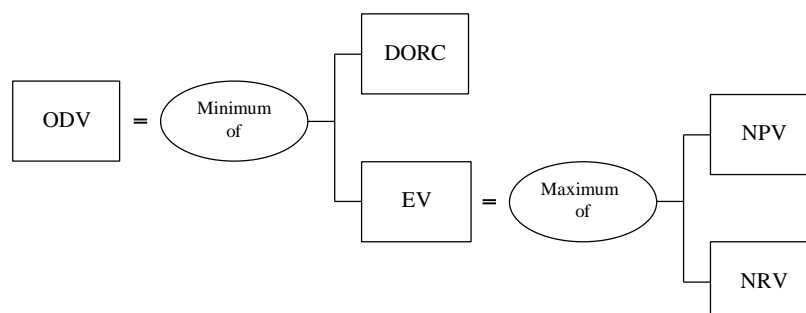 DORC
ODV
=
Minimum
of
NPV
EV
=
Maximum
of
NRV